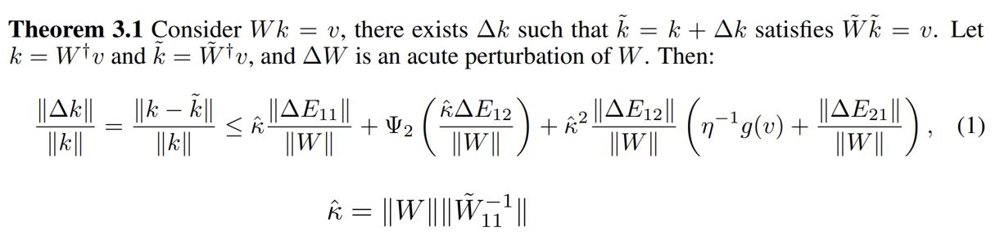 Theorem 3.1 Consider $Wk = v$, there exists $\Delta k$ such that $\tilde{k} = k + \Delta k$ satisfies $\tilde{W}\tilde{k} = v$. Let
$k = W^{\dagger}v$ and $\tilde{k} = \tilde{W}^{\dagger}v$, and $\Delta W$ is an acute perturbation of $W$. Then:
$\frac{\|\Delta k\|}{\|k\|} = \frac{\|k - \tilde{k}\|}{\|k\|} \leq \hat{\kappa} \frac{\|\Delta E_{11}\|}{\|W\|} + \Psi_2 \left( \frac{\hat{\kappa} \Delta E_{12}}{\|W\|} \right) + \hat{\kappa}^2 \frac{\|\Delta E_{12}\|}{\|W\|} \left( \eta^{-1} g(v) + \frac{\|\Delta E_{21}\|}{\|W\|} \right), \quad (1)$
$\hat{\kappa} = \|W\| \|\tilde{W}_{11}^{-1}\|$